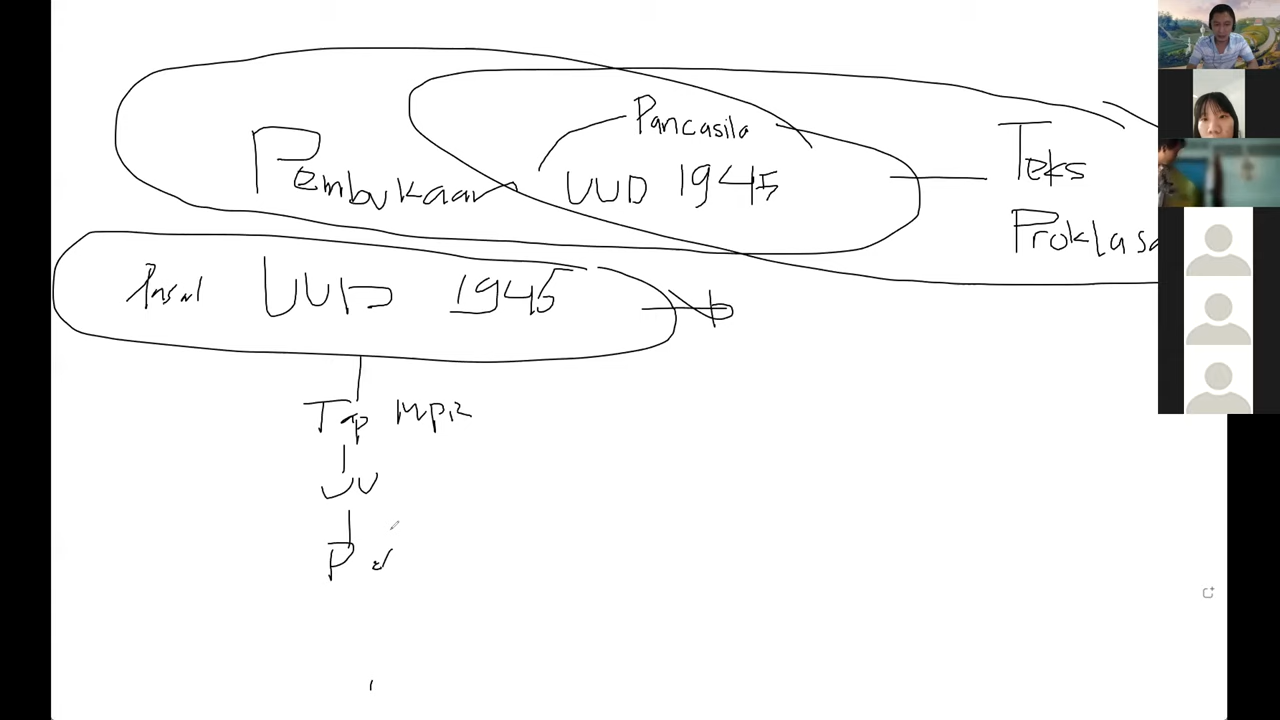 Pancasila
Pembukaan UUD 1945
Teks
Proklasa
Pasal UUD 1945
Tap MPR
UU
P